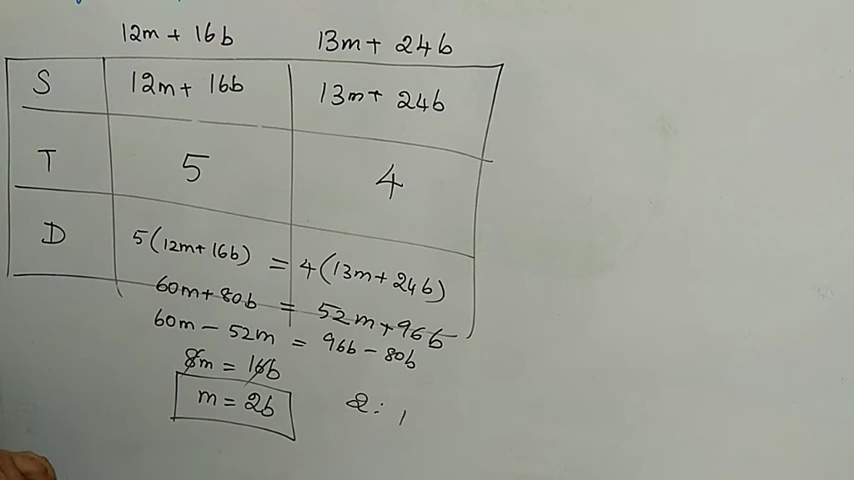 12m + 16b 13m + 24b
S 12m + 16b 13m + 24b
T 5 4
D 5(12m+16b) = 4(13m+24b)
60m+80b = 52m+96b
60m - 52m = 96b - 80b
8m = 16b
m = 2b 2: 1